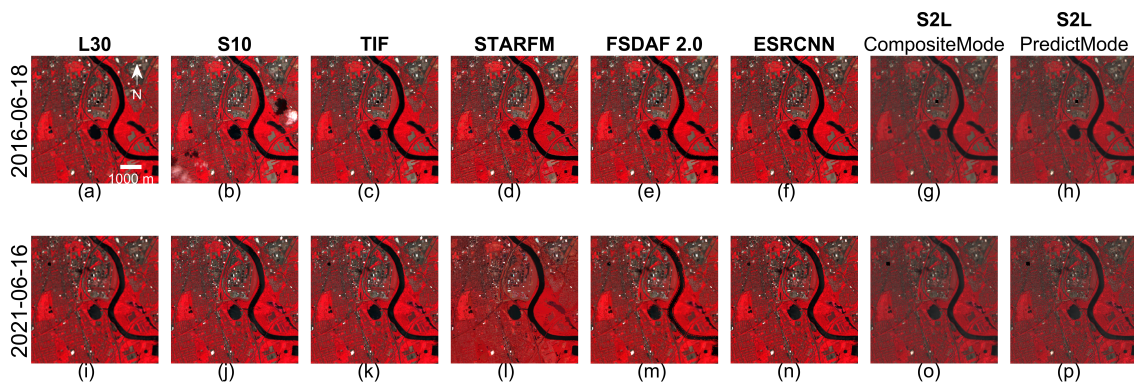 L30 S10 TIF STARFM FSDAF 2.0 ESRCNN S2L CompositeMode S2L PredictMode
2016-06-18
N
1000 m
(a) (b) (c) (d) (e) (f) (g) (h)
2021-06-16
(i) (j) (k) (l) (m) (n) (o) (p)